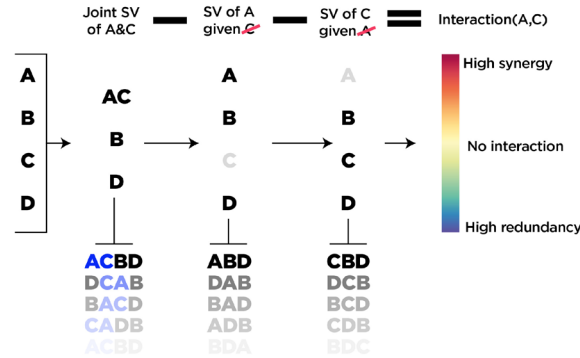 Joint SV
of A&C
SV of A
given C
SV of C
given A
Interaction(A,C)
A
B
C
D
AC
B
D
A
B
C
D
A
B
C
D
High synergy
No interaction
High redundancy
ACBD
DCAB
BACD
CADB
ACBD
ABD
DAB
BAD
ADB
BDA
CBD
DCB
BCD
CDB
BDC